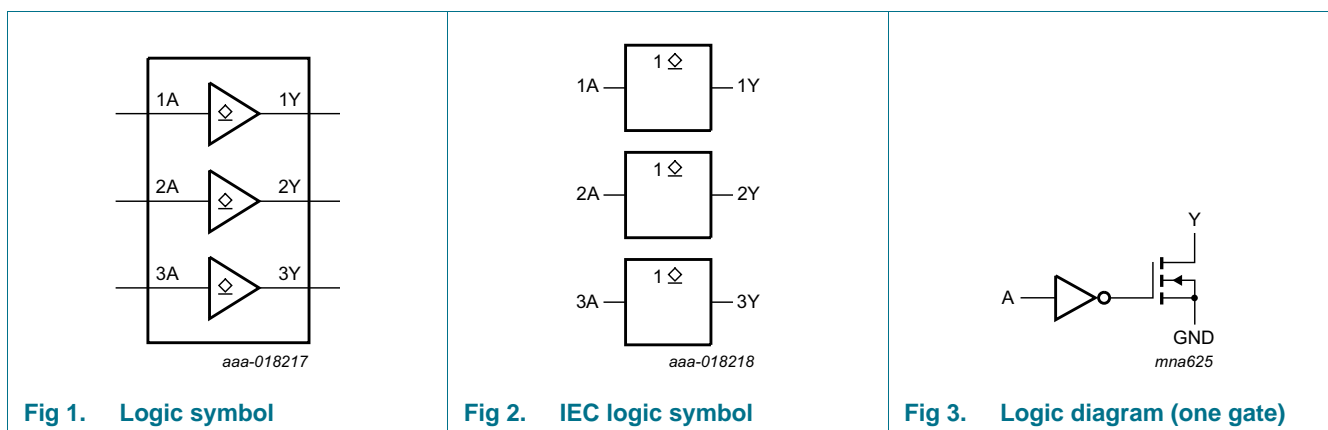 1A 1Y
2A 2Y
3A 3Y
aaa-018217
Fig 1. Logic symbol
1
1A 1Y
1
2A 2Y
1
3A 3Y
aaa-018218
Fig 2. IEC logic symbol
Y
A
GND
mna625
Fig 3. Logic diagram (one gate)